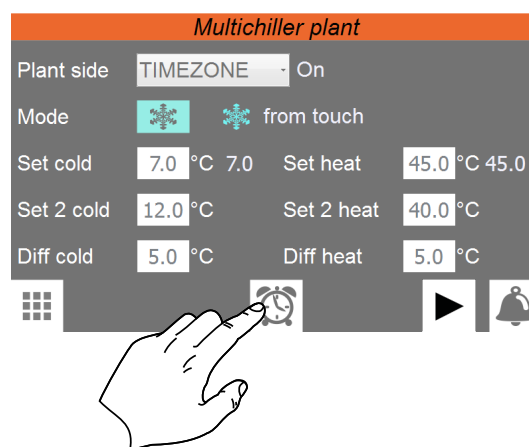 Multichiller plant
Plant side TIMEZONE On
Mode from touch
Set cold 7.0 °C 7.0 Set heat 45.0 °C 45.0
Set 2 cold 12.0 °C Set 2 heat 40.0 °C
Diff cold 5.0 °C Diff heat 5.0 °C